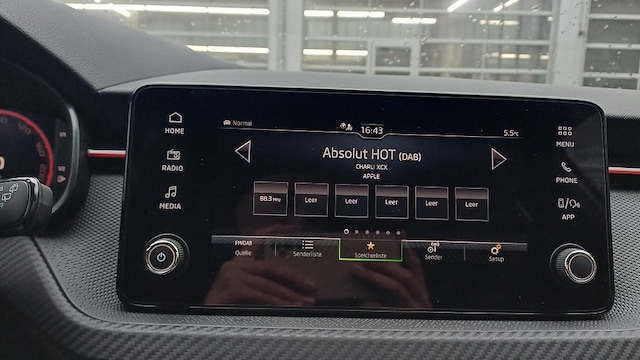 HOME
RADIO
MEDIA
Normal
16:43
5.5°C
Absolut HOT (DAB)
CHARLI XCX
APPLE
88.3 MHz
Leer
Leer
Leer
Leer
Leer
FM/DAB
Quelle
Senderliste
Speicherliste
Sender
Setup
MENU
PHONE
APP